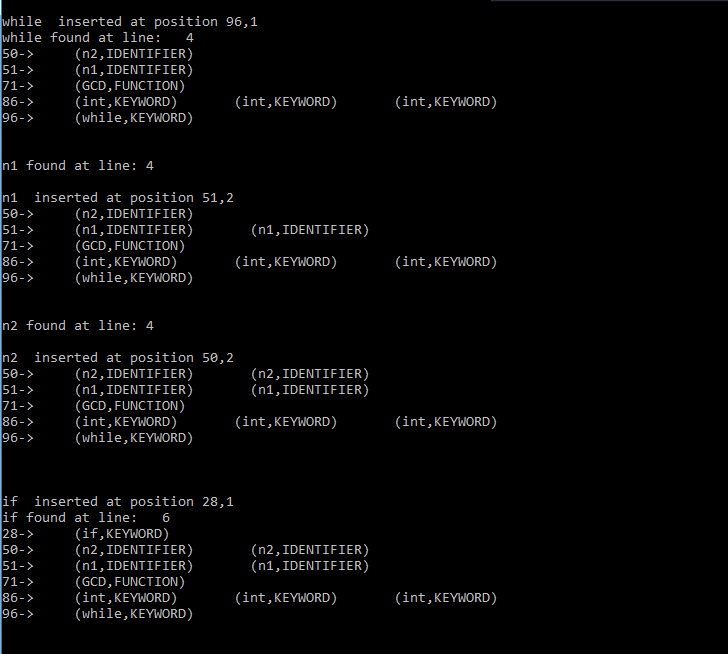 while  inserted at position 96,1
while found at line:   4
50->     (n2,IDENTIFIER)
51->     (n1,IDENTIFIER)
71->     (GCD,FUNCTION)
86->     (int,KEYWORD)       (int,KEYWORD)       (int,KEYWORD)
96->     (while,KEYWORD)
n1 found at line: 4
n1  inserted at position 51,2
50->     (n2,IDENTIFIER)
51->     (n1,IDENTIFIER)       (n1,IDENTIFIER)
71->     (GCD,FUNCTION)
86->     (int,KEYWORD)       (int,KEYWORD)       (int,KEYWORD)
96->     (while,KEYWORD)
n2 found at line: 4
n2  inserted at position 50,2
50->     (n2,IDENTIFIER)       (n2,IDENTIFIER)
51->     (n1,IDENTIFIER)       (n1,IDENTIFIER)
71->     (GCD,FUNCTION)
86->     (int,KEYWORD)       (int,KEYWORD)       (int,KEYWORD)
96->     (while,KEYWORD)
if  inserted at position 28,1
if found at line:   6
28->     (if,KEYWORD)
50->     (n2,IDENTIFIER)       (n2,IDENTIFIER)
51->     (n1,IDENTIFIER)       (n1,IDENTIFIER)
71->     (GCD,FUNCTION)
86->     (int,KEYWORD)       (int,KEYWORD)       (int,KEYWORD)
96->     (while,KEYWORD)